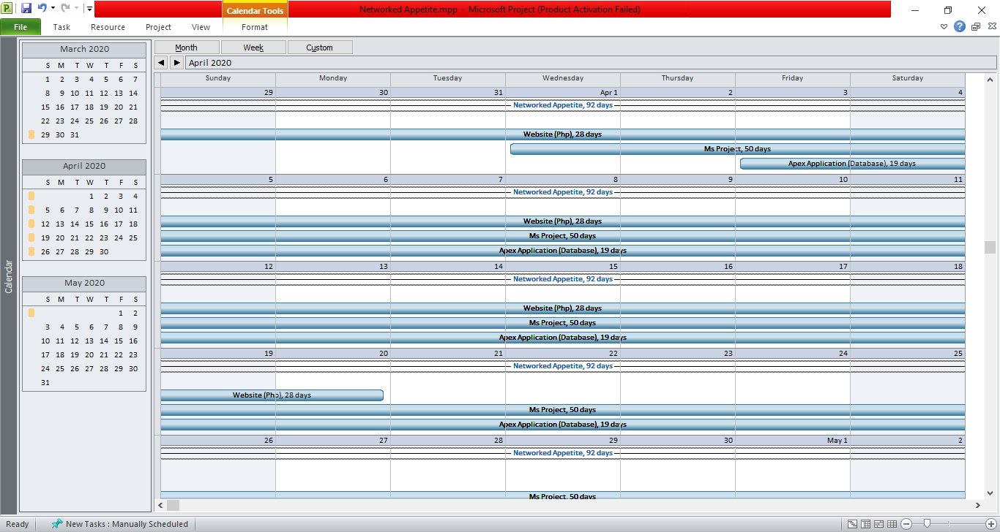 Networked Appetite.mpp - Microsoft Project (Product Activation Failed)
Calendar Tools
File Task Resource Project View Format
Calendar
March 2020
S M T W T F S
1 2 3 4 5 6 7
8 9 10 11 12 13 14
15 16 17 18 19 20 21
22 23 24 25 26 27 28
29 30 31
April 2020
S M T W T F S
1 2 3 4
5 6 7 8 9 10 11
12 13 14 15 16 17 18
19 20 21 22 23 24 25
26 27 28 29 30
May 2020
S M T W T F S
1 2
3 4 5 6 7 8 9
10 11 12 13 14 15 16
17 18 19 20 21 22 23
24 25 26 27 28 29 30
31
Month Week Custom
April 2020
Sunday Monday Tuesday Wednesday Thursday Friday Saturday
29 30 31 Apr 1 2 3 4
Networked Appetite, 92 days
Website (Php), 28 days
Ms Project, 50 days
Apex Application (Database), 19 days
5 6 7 8 9 10 11
Networked Appetite, 92 days
Website (Php), 28 days
Ms Project, 50 days
Apex Application (Database), 19 days
12 13 14 15 16 17 18
Networked Appetite, 92 days
Website (Php), 28 days
Ms Project, 50 days
Apex Application (Database), 19 days
19 20 21 22 23 24 25
Networked Appetite, 92 days
Website (Php), 28 days
Ms Project, 50 days
Apex Application (Database), 19 days
26 27 28 29 30 May 1 2
Networked Appetite, 92 days
Ms Project, 50 days
Ready New Tasks : Manually Scheduled